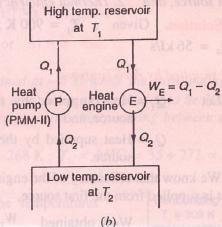 High temp. reservoir
at T₁
Q₁
Q₁
W_E = Q₁ – Q₂
Heat
pump
(PMM-II)
P
Heat
engine
E
Q₂
Q₂
Low temp. reservoir
at T₂
(b)